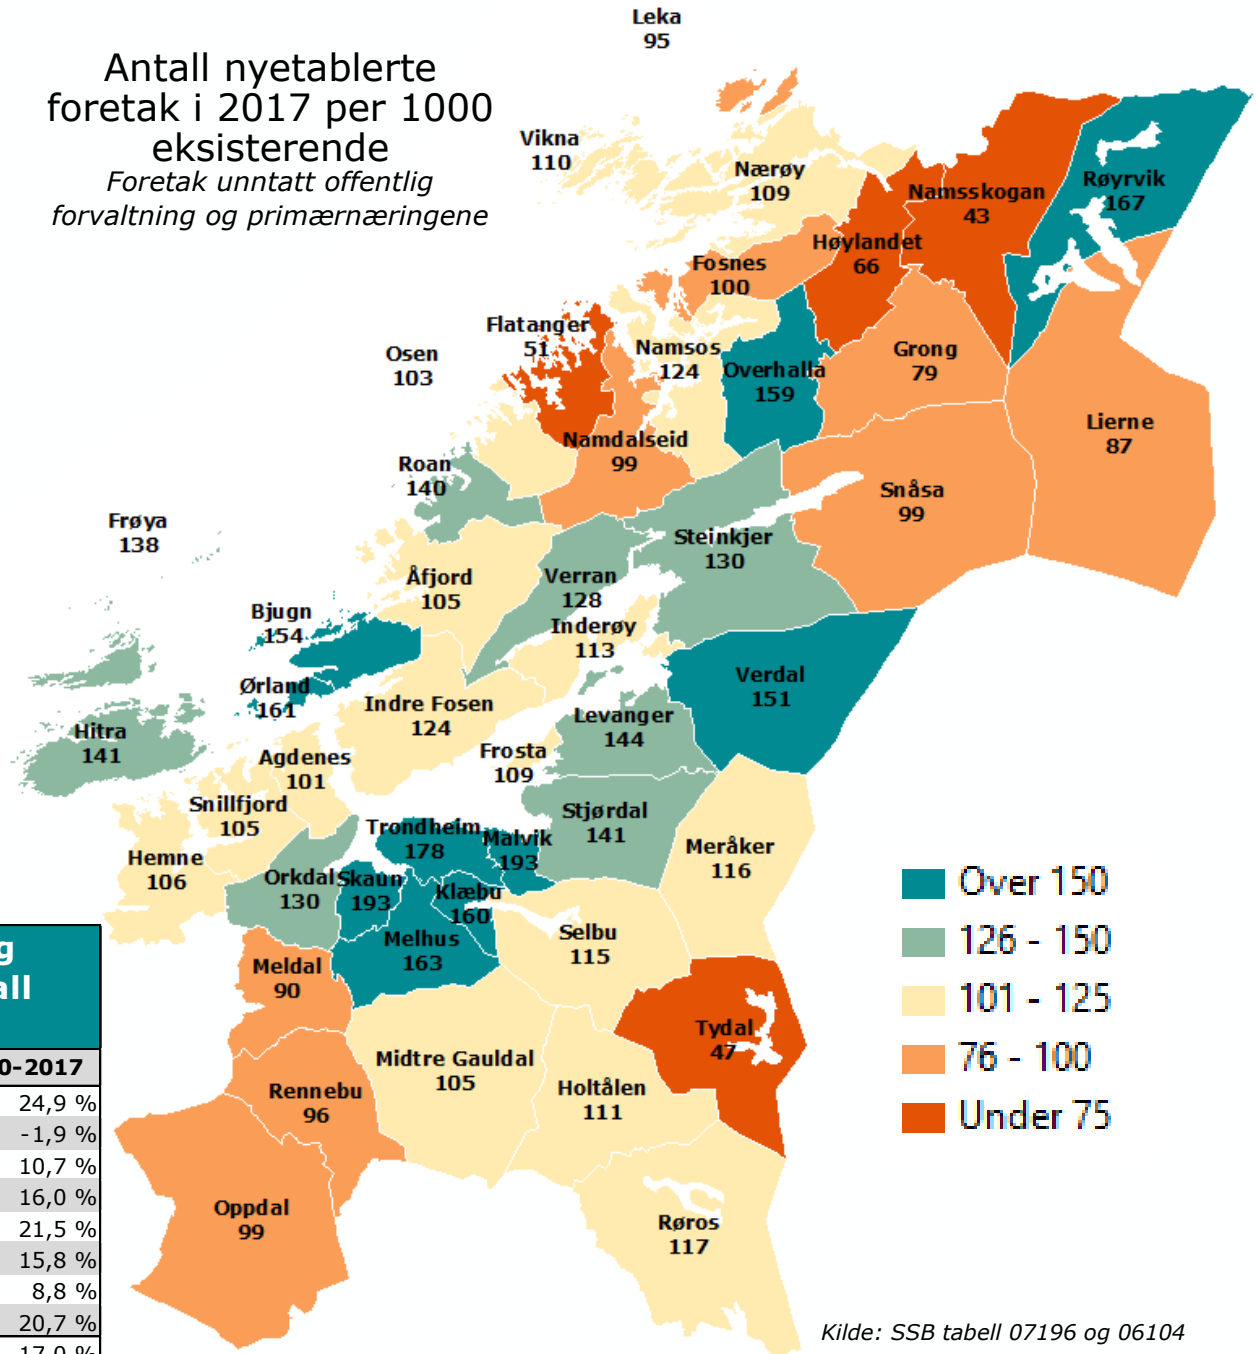 Antall nyetablerte
foretak i 2017 per 1000
eksisterende
Foretak unntatt offentlig
forvaltning og primærnæringene
Leka
95
Vikna
110
Nærøy
109
Namsskogan
43
Røyrvik
167
Høylandet
66
Fosnes
100
Flatanger
51
Osen
103
Namsos
124
Overhalla
159
Grong
79
Lierne
87
Namdalseid
99
Roan
140
Snåsa
99
Frøya
138
Steinkjer
130
Åfjord
105
Verran
128
Bjugn
154
Inderøy
113
Verdal
151
Ørland
161
Indre Fosen
124
Levanger
144
Hitra
141
Agdenes
101
Frosta
109
Snillfjord
105
Stjørdal
141
Trondheim
178
Malvik
193
Meråker
116
Hemne
106
Orkdal
130
Skaun
193
Klæbu
160
Selbu
115
Melhus
163
Meldal
90
Tydal
47
Midtre Gauldal
105
Holtålen
111
Rennebu
96
Oppdal
99
Røros
117
Over 150
126 - 150
101 - 125
76 - 100
Under 75
g
all
0-2017
24,9 %
-1,9 %
10,7 %
16,0 %
21,5 %
15,8 %
8,8 %
20,7 %
17,0 %
Kilde: SSB tabell 07196 og 06104